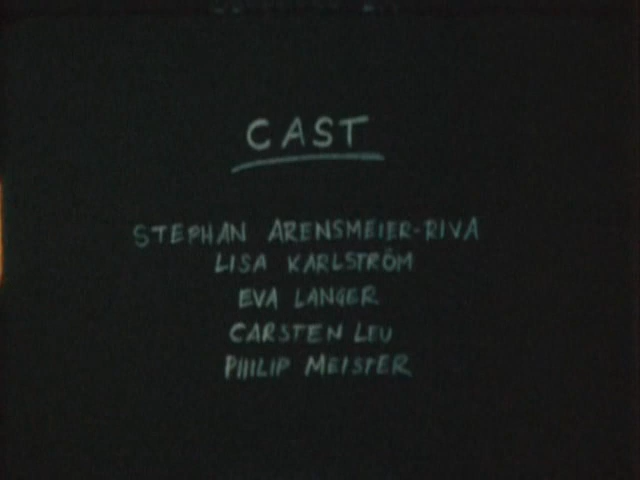 CAST
STEPHAN ARENSMEIER-RIVA
LISA KARLSTRÖM
EVA LANGER
CARSTEN LEU
PHILIP MEISTER